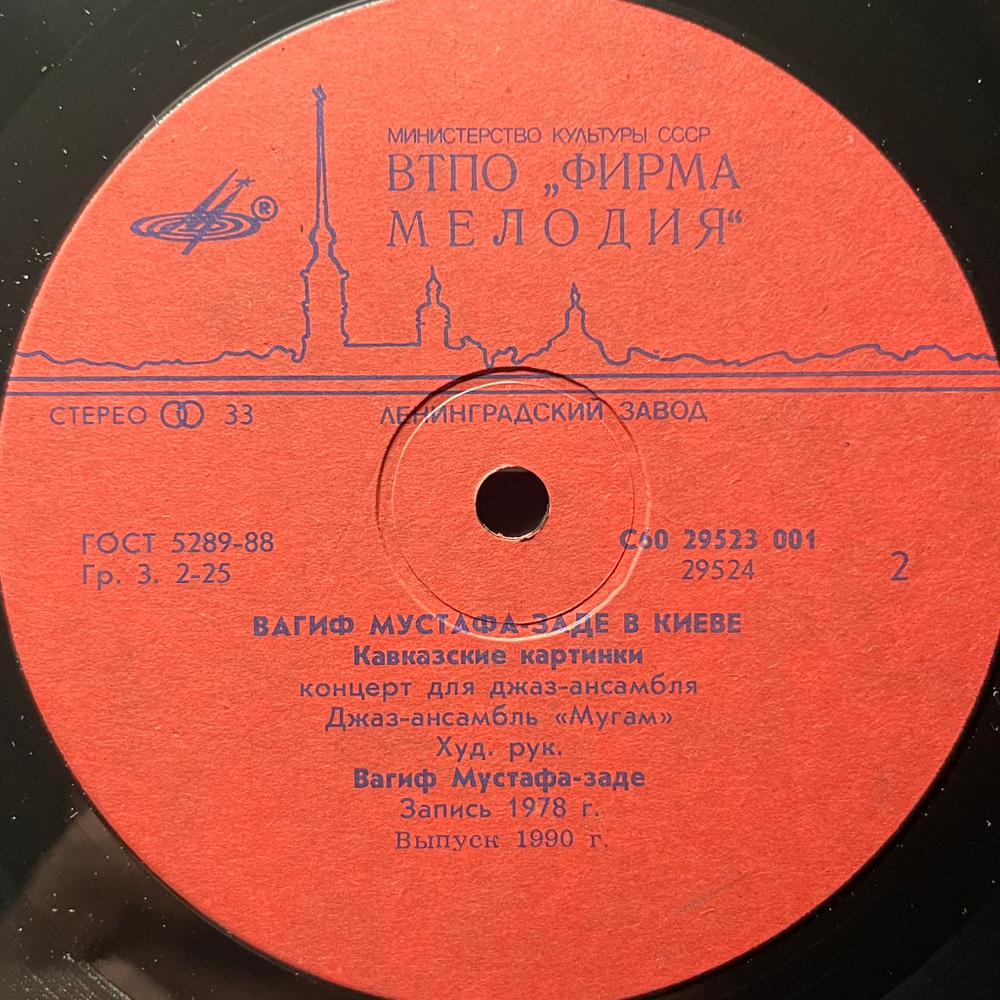 МИНИСТЕРСТВО КУЛЬТУРЫ СССР
ВТПО „ФИРМА
МЕЛОДИЯ“
®
СТЕРЕО 33
ЛЕНИНГРАДСКИЙ ЗАВОД
ГОСТ 5289-88
Гр. 3. 2-25
С60 29523 001
29524
2
ВАГИФ МУСТАФА-ЗАДЕ В КИЕВЕ
Кавказские картинки
концерт для джаз-ансамбля
Джаз-ансамбль «Мугам»
Худ. рук.
Вагиф Мустафа-заде
Запись 1978 г.
Выпуск 1990 г.